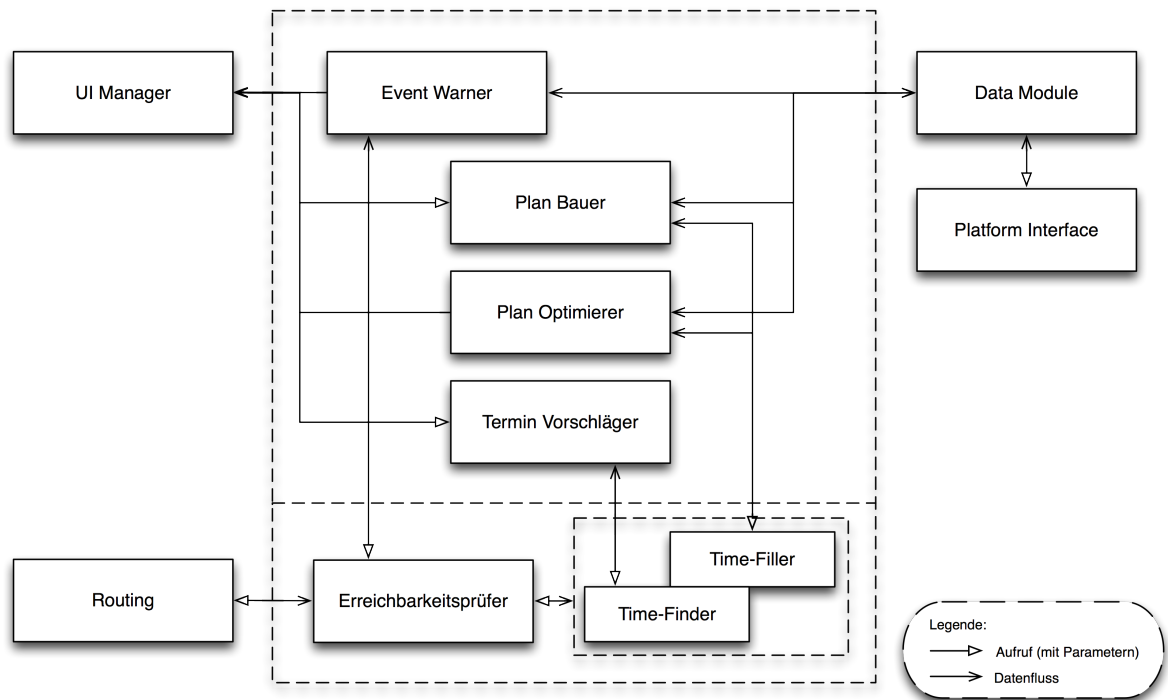 UI Manager
Event Warner
Data Module
Plan Bauer
Platform Interface
Plan Optimierer
Termin Vorschläger
Time-Filler
Routing
Erreichbarkeitsprüfer
Time-Finder
Legende:
Aufruf (mit Parametern)
Datenfluss